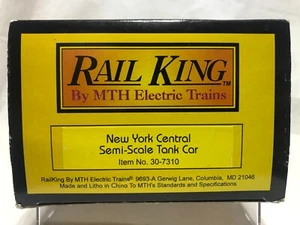 RAIL KING TM
By MTH Electric Trains
New York Central
Semi-Scale Tank Car
Item No. 30-7310
RailKing By MTH Electric Trains® 9693-A Gerwig Lane, Columbia, MD 21046
Made and Litho in China To MTH's Standards and Specifications